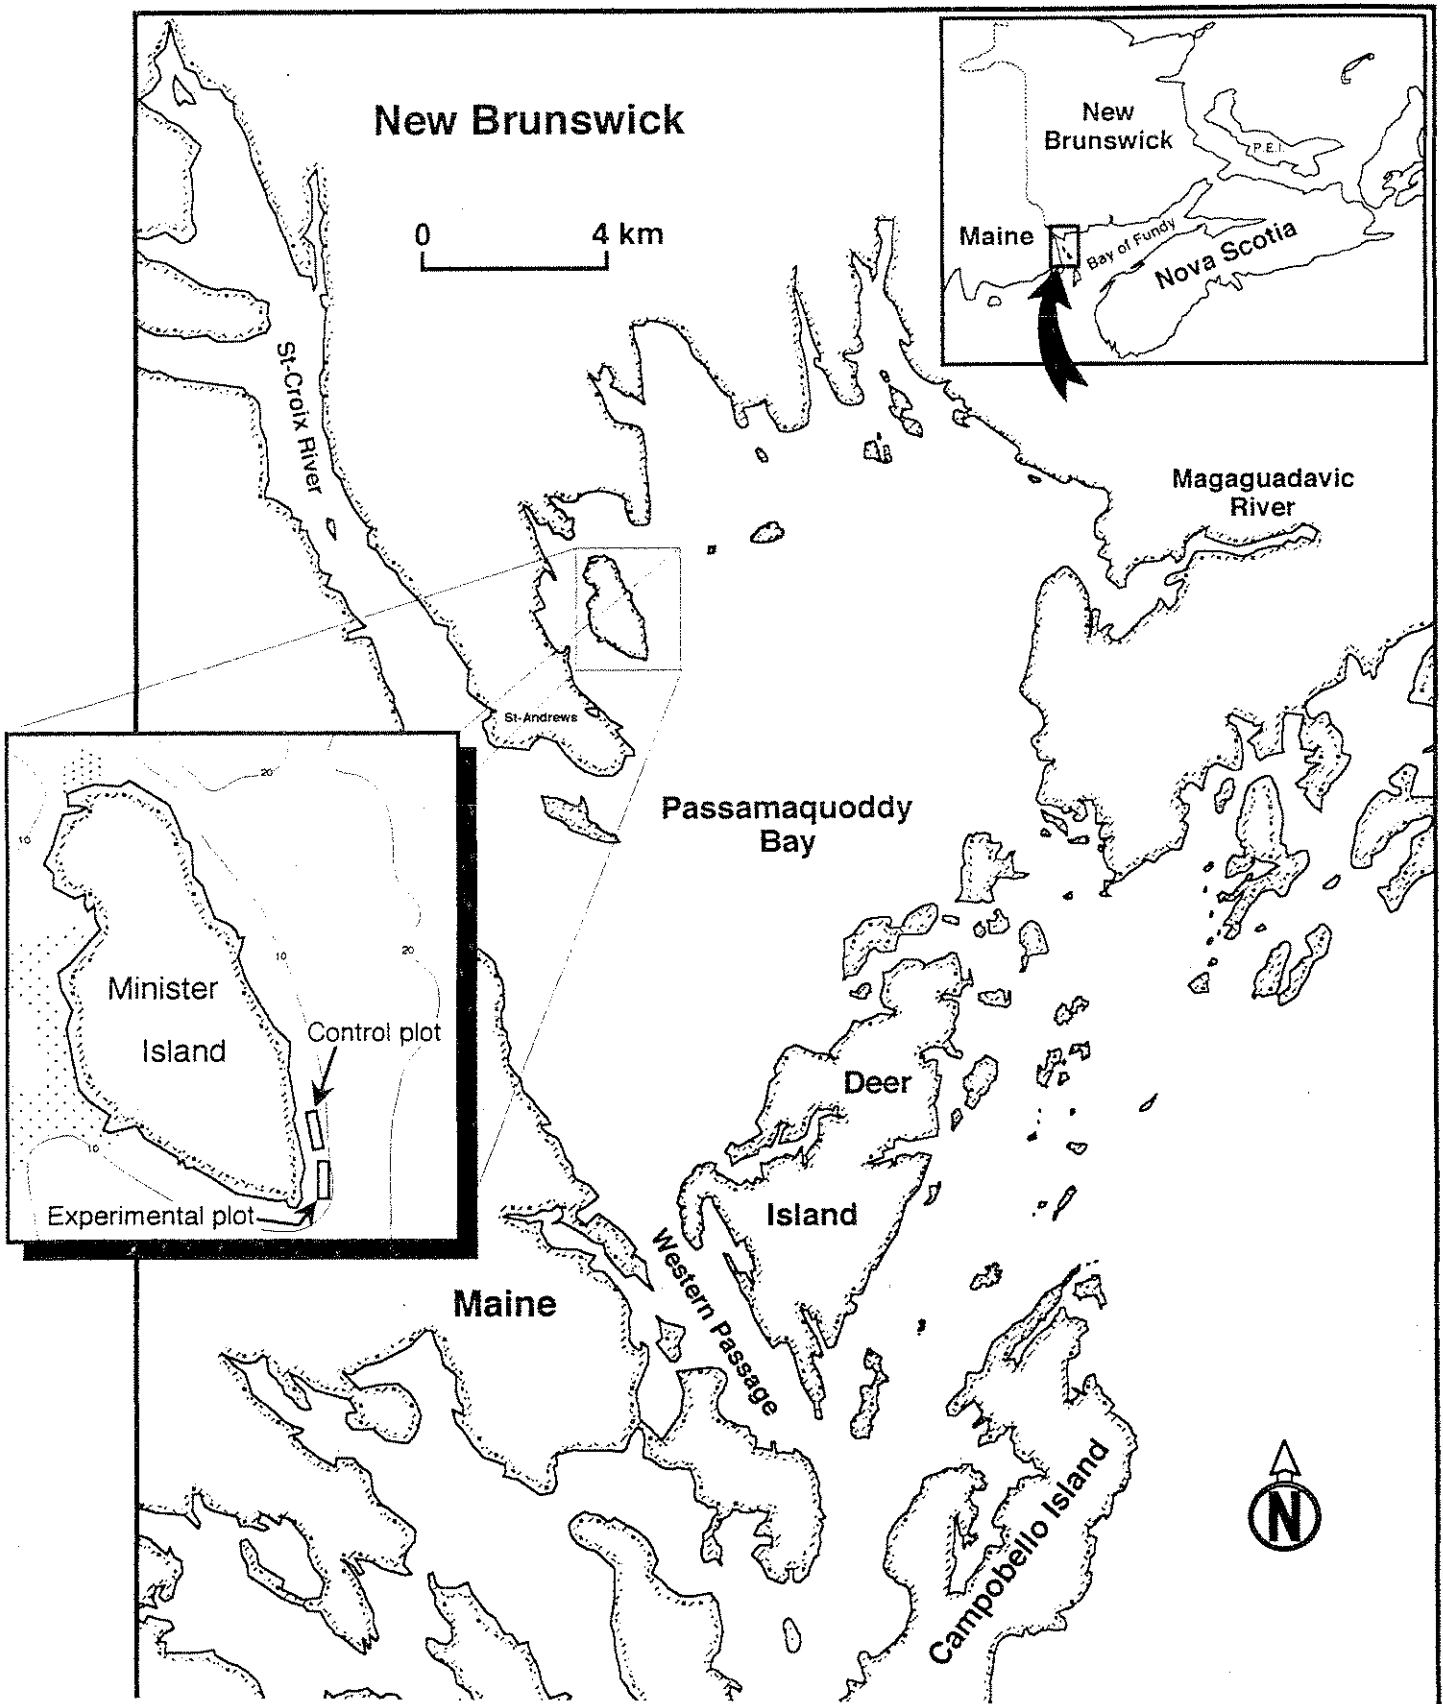 New Brunswick
0 4 km
New
Brunswick
P.E.I.
Maine
Bay of Fundy
Nova Scotia
St-Croix River
Magaguadavic
River
St-Andrews
Passamaquoddy
Bay
20
10
10
20
Minister
Island
Control plot
10
Experimental plot
Deer
Island
Western Passage
Maine
Campobello Island
N